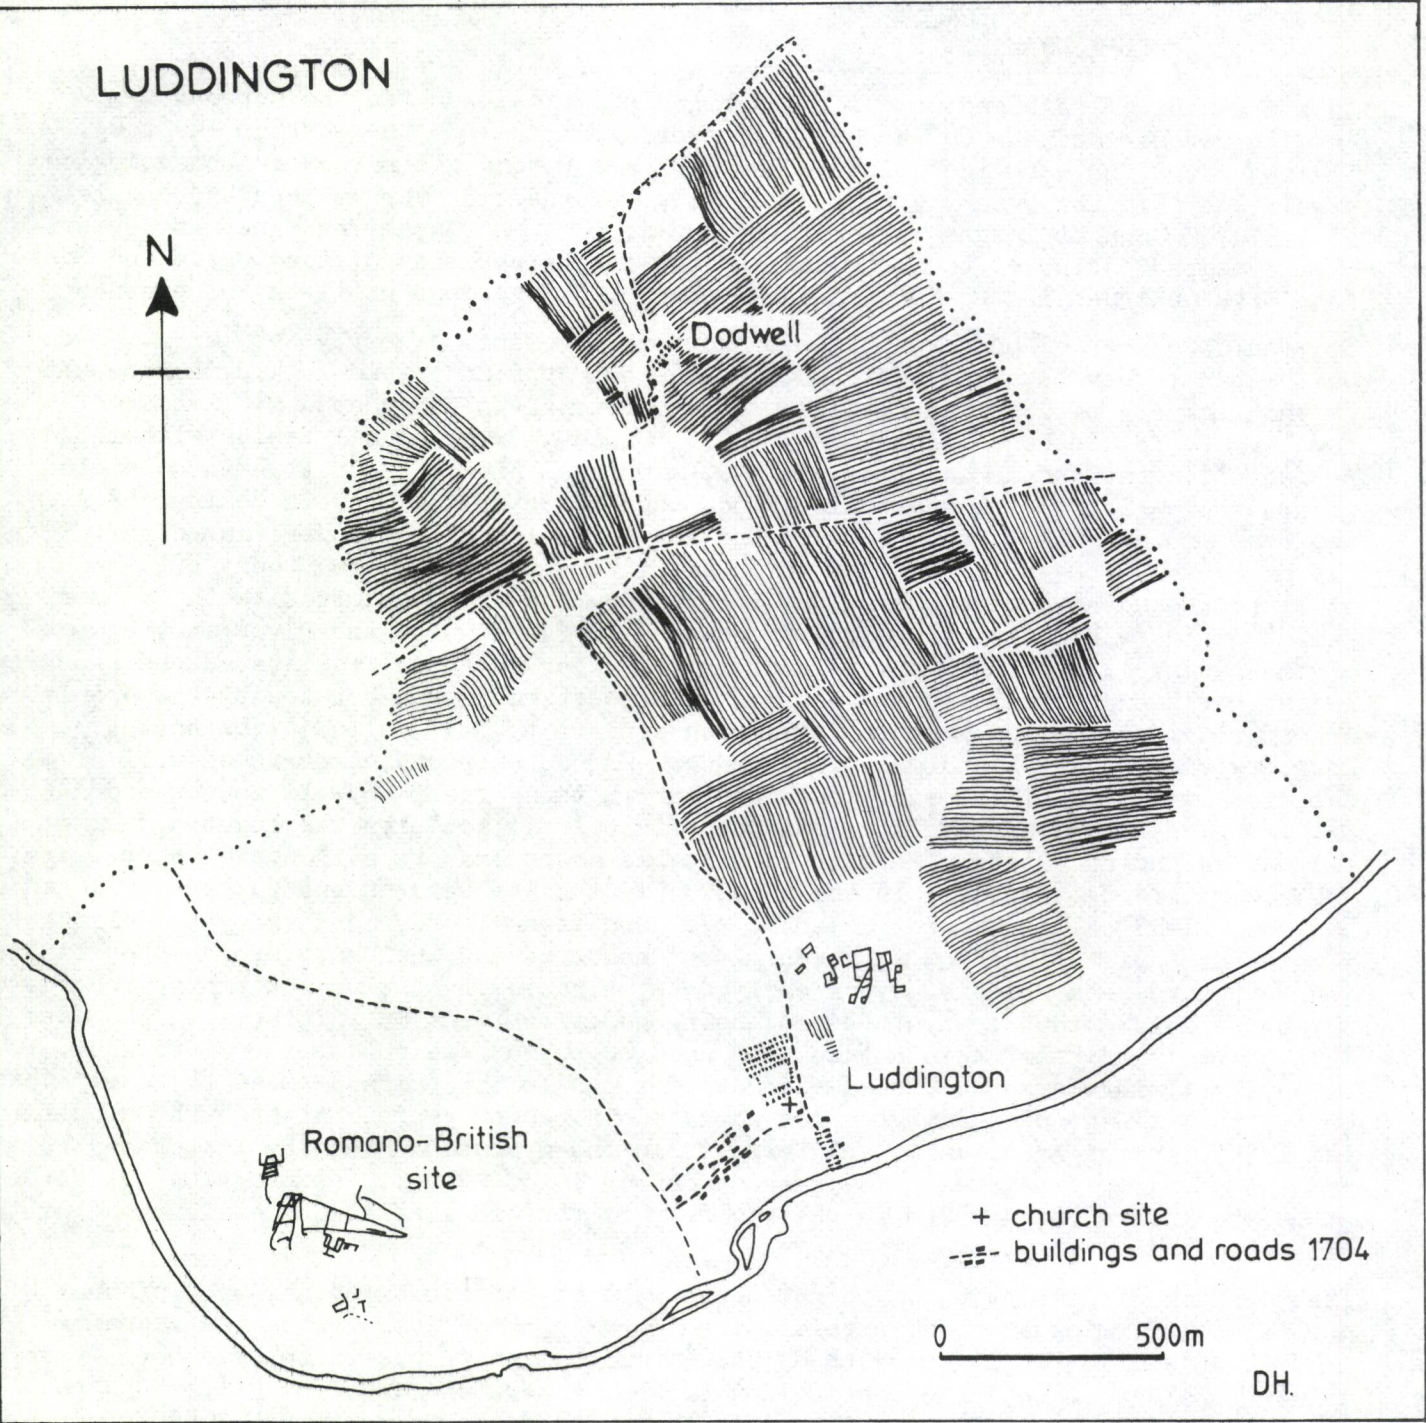 LUDDINGTON
N
Dodwell
Luddington
Romano-British
site
+ church site
buildings and roads 1704
0 500m
DH.